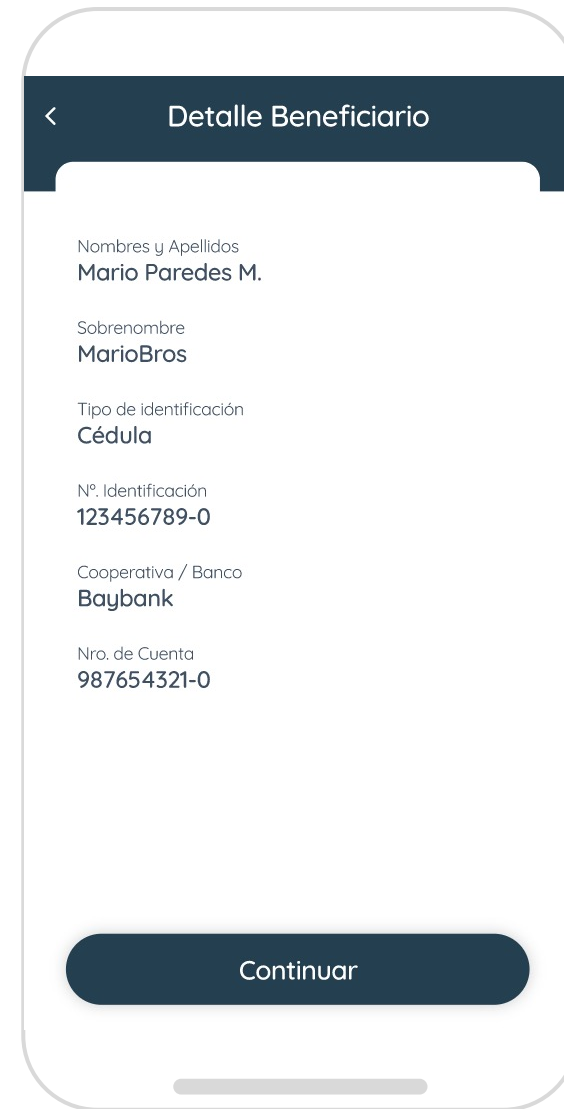 Detalle Beneficiario
Nombres y Apellidos
Mario Paredes M.
Sobrenombre
MarioBros
Tipo de identificación
Cédula
Nº. Identificación
123456789-0
Cooperativa / Banco
Baybank
Nro. de Cuenta
987654321-0
Continuar